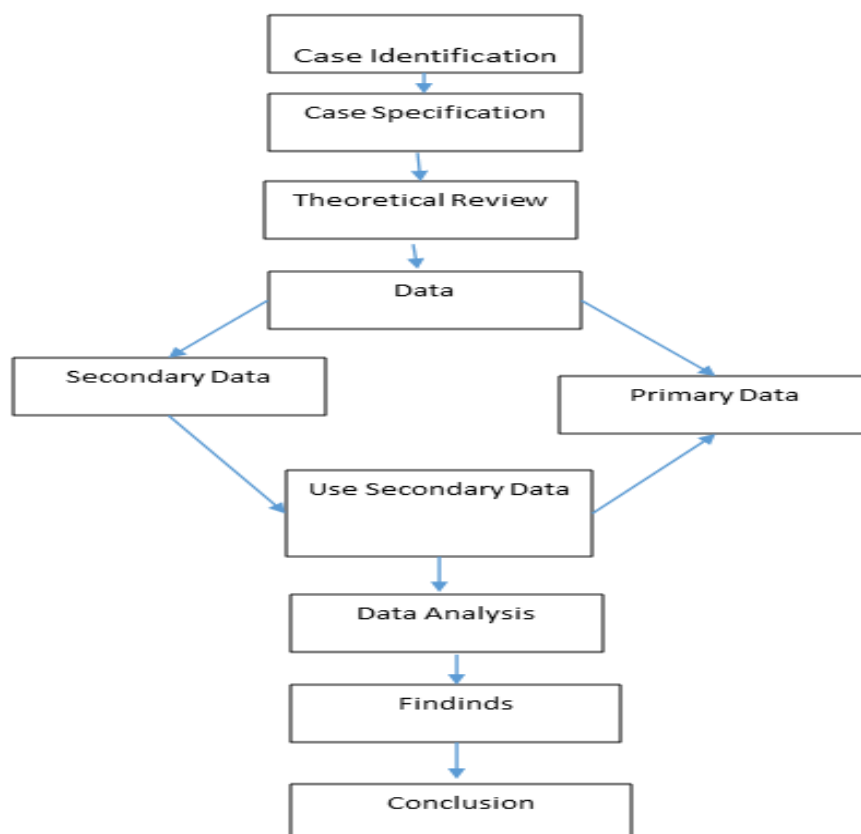 Case Identification
Case Specification
Theoretical Review
Data
Secondary Data
Primary Data
Use Secondary Data
Data Analysis
Findinds
Conclusion